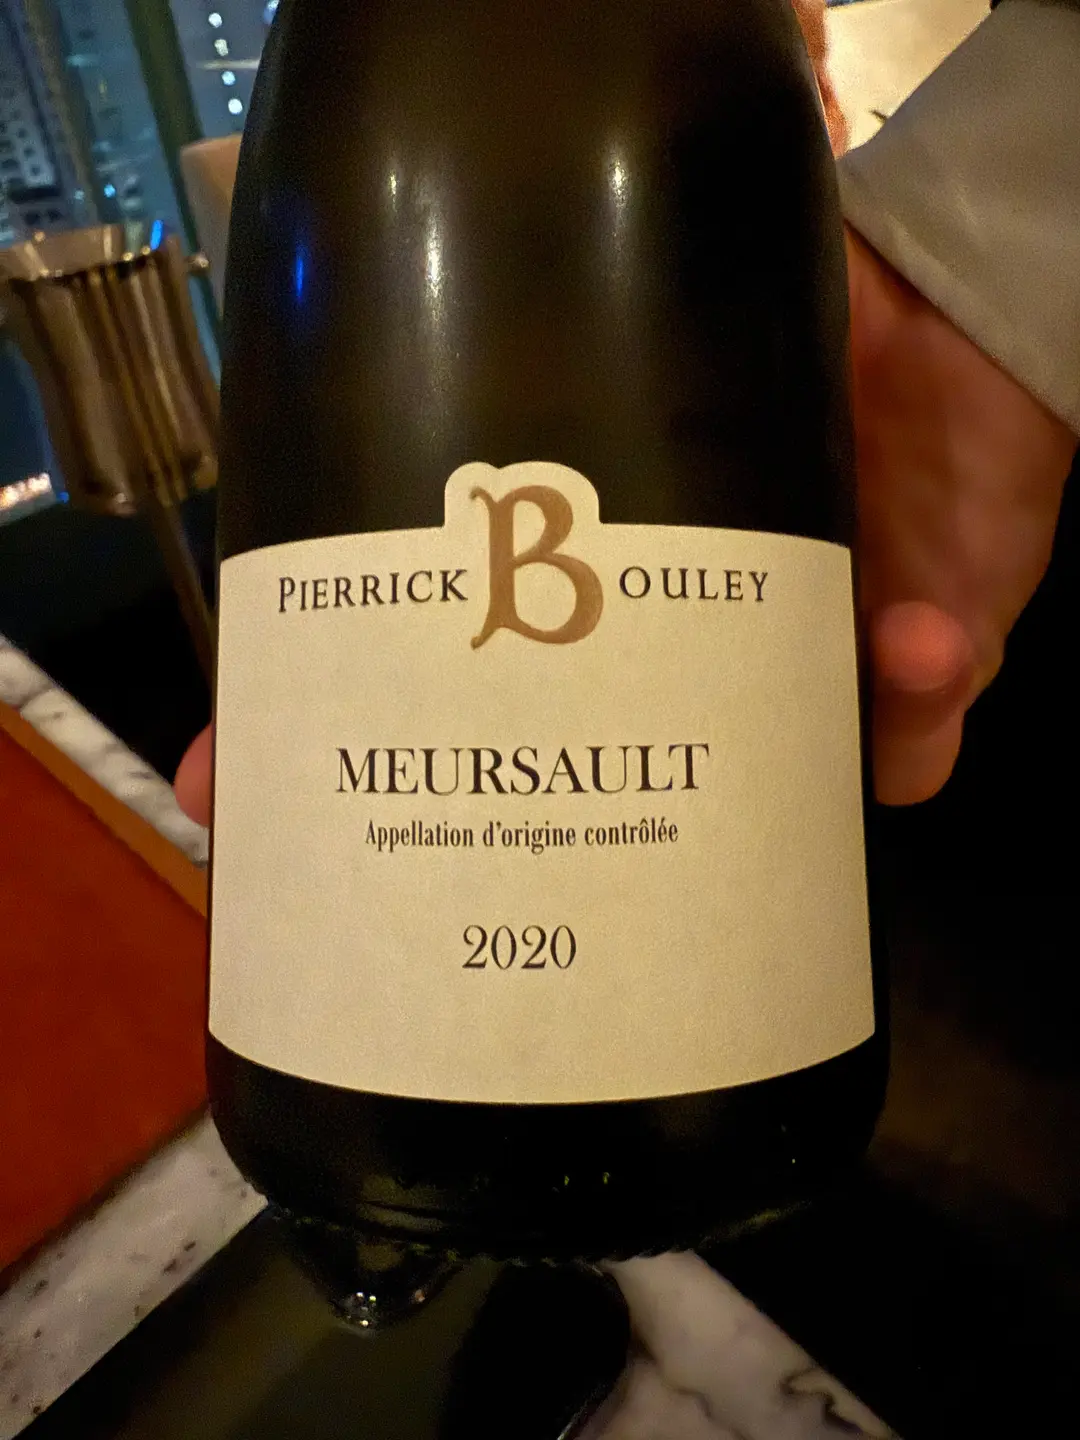 PIERRICK BOULEY
MEURSAULT
Appellation d'origine contrôlée
2020